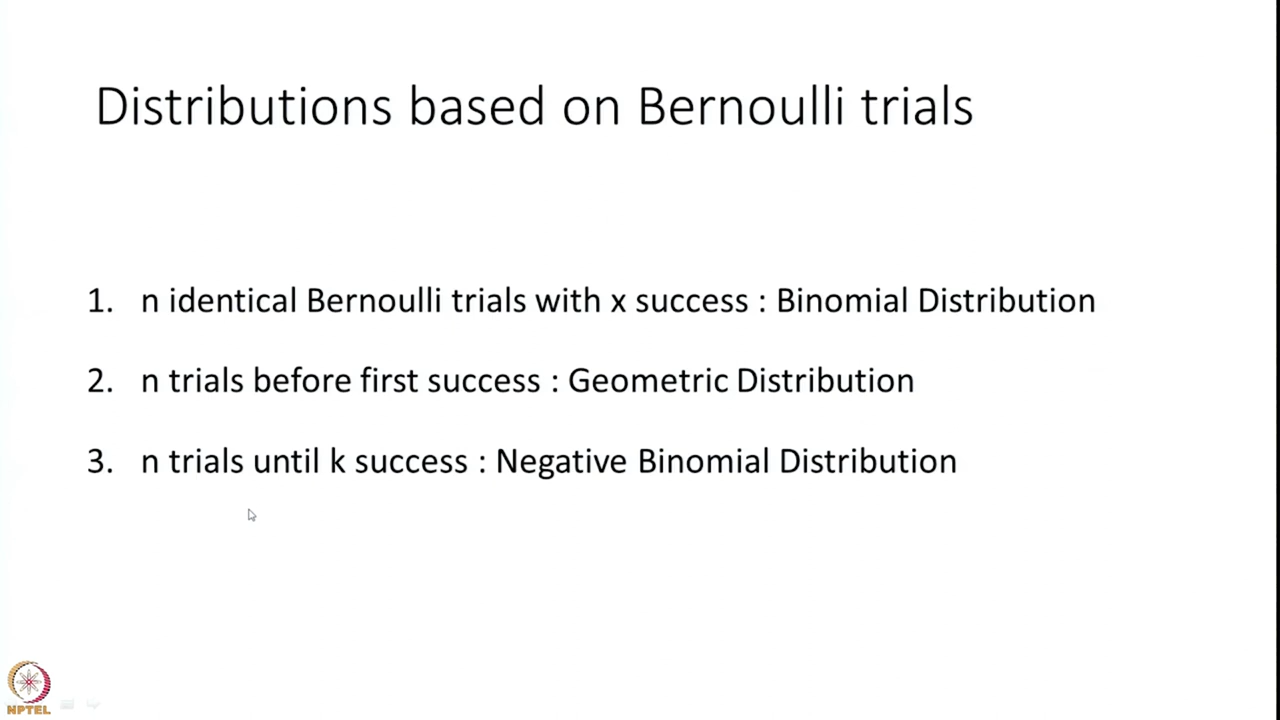 Distributions based on Bernoulli trials
1. n identical Bernoulli trials with x success : Binomial Distribution
2. n trials before first success : Geometric Distribution
3. n trials until k success : Negative Binomial Distribution
NPTEL